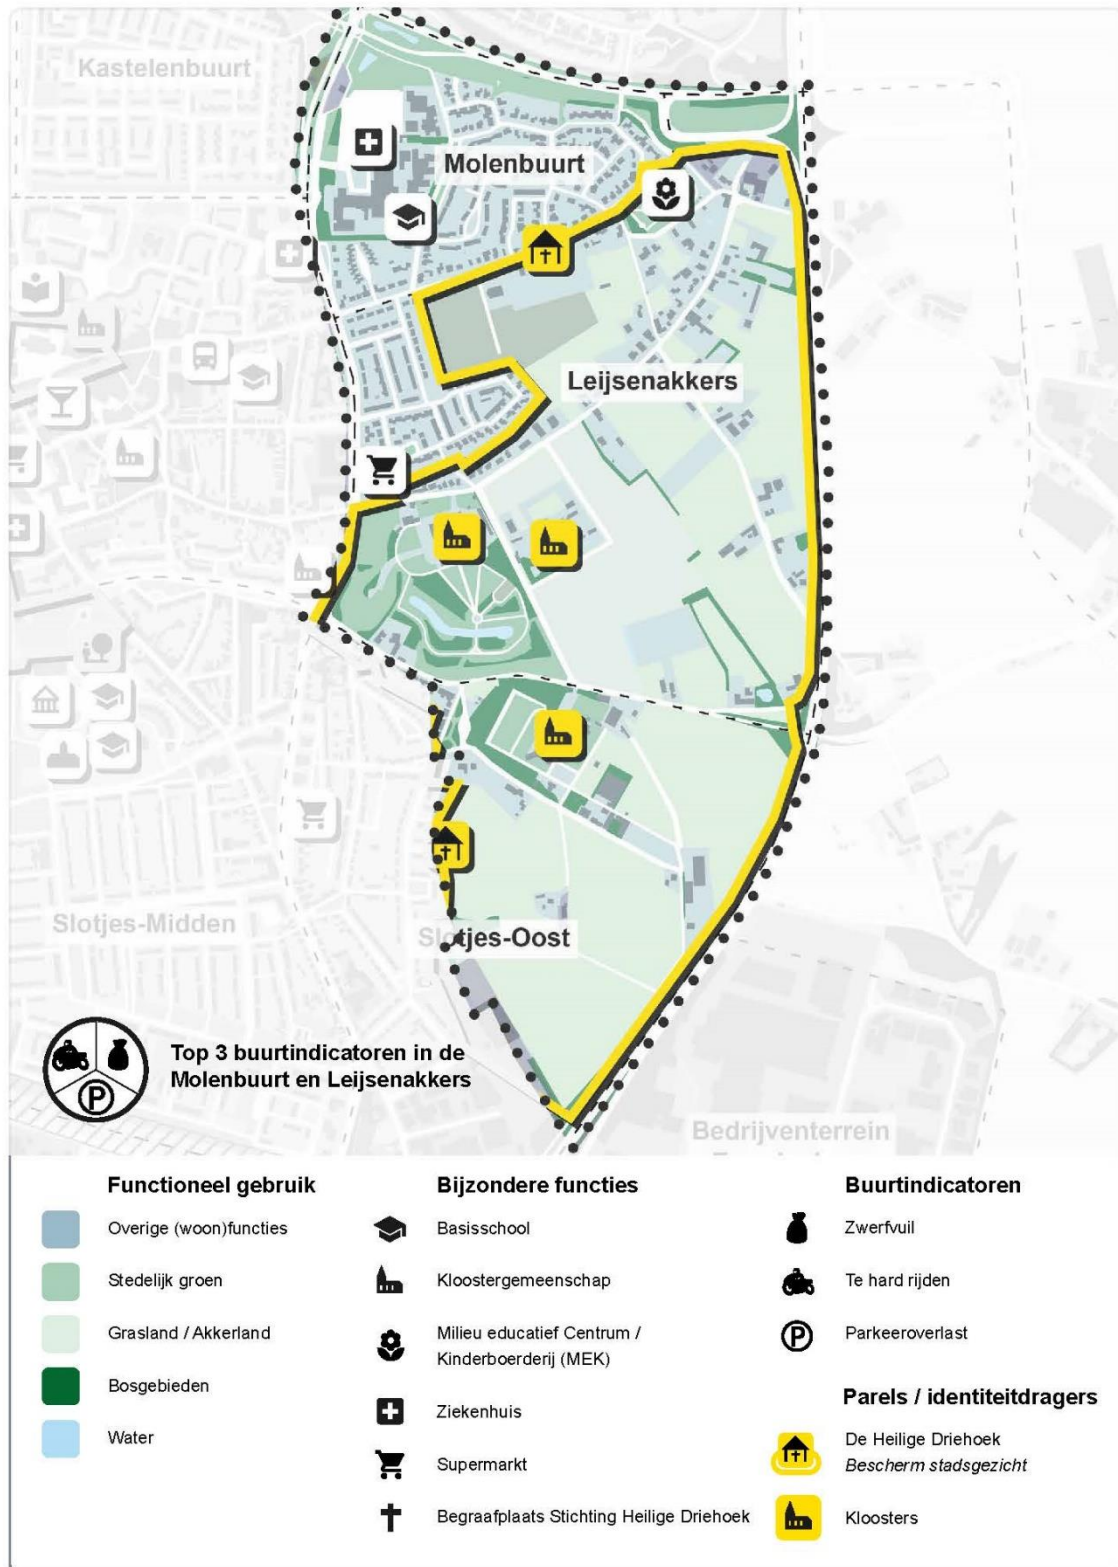 Kastelenbuurt
Molenbuurt
Leijsenakkers
Slotjes-Midden
Slotjes-Oost
Top 3 buurtindicatoren in de
Molenbuurt en Leijsenakkers
P
Bedrijventerrein
Functioneel gebruik
Overige (woon)functies
Stedelijk groen
Grasland / Akkerland
Bosgebieden
Water
Bijzondere functies
Basisschool
Kloostergemeenschap
Milieu educatief Centrum /
Kinderboerderij (MEK)
Ziekenhuis
Supermarkt
Begraafplaats Stichting Heilige Driehoek
Buurtindicatoren
Zwerfvuil
Te hard rijden
P
Parkeeroverlast
Parels / identiteitdragers
De Heilige Driehoek
Bescherm stadsgezicht
Kloosters